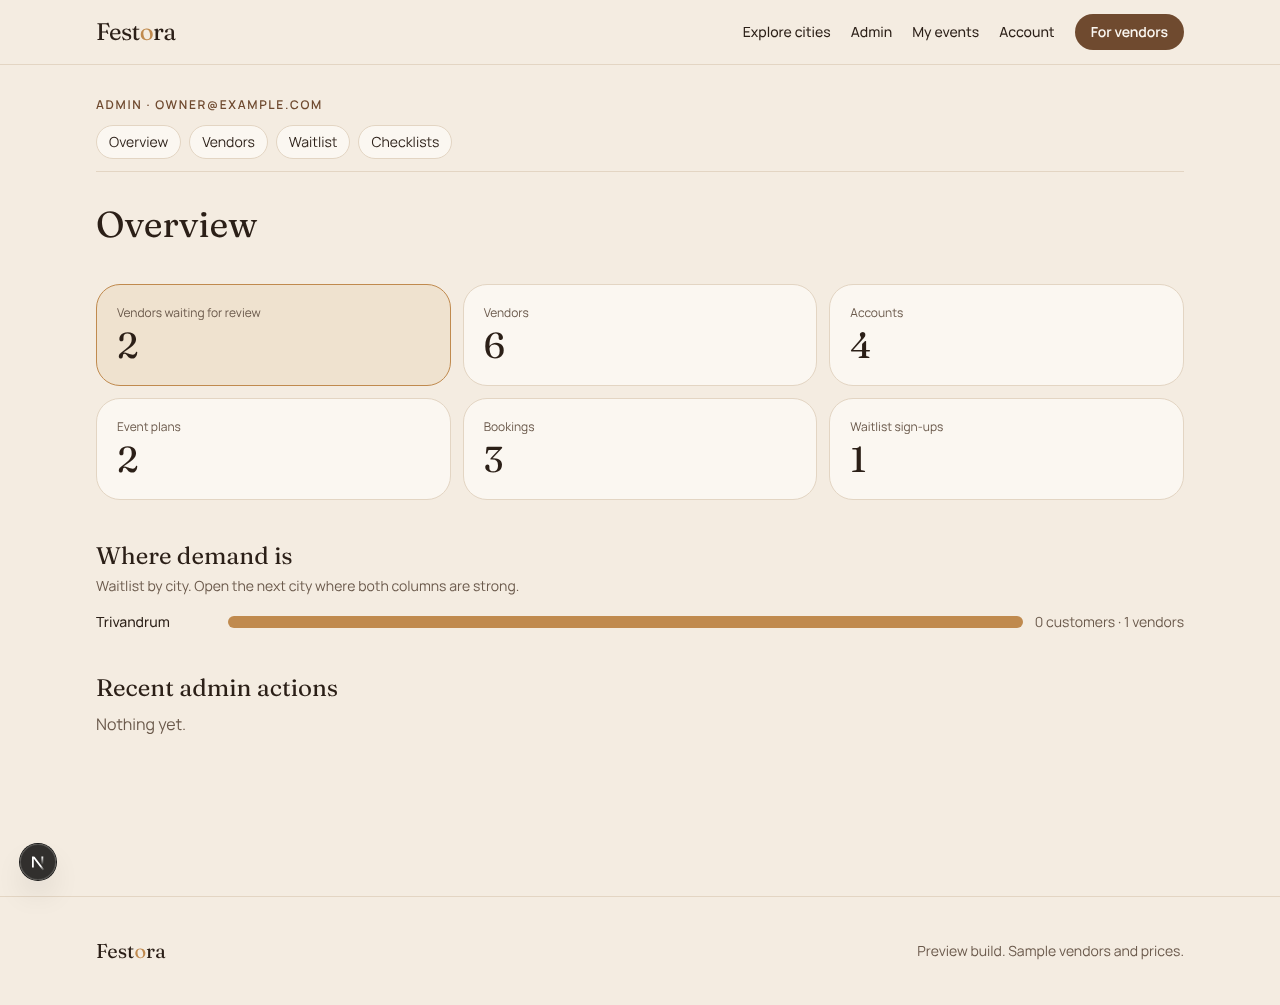 Festora
Explore cities Admin My events Account For vendors
ADMIN · OWNER@EXAMPLE.COM
Overview Vendors Waitlist Checklists
Overview
Vendors waiting for review Vendors Accounts
2 6 4
Event plans Bookings Waitlist sign-ups
2 3 1
Where demand is
Waitlist by city. Open the next city where both columns are strong.
Trivandrum 0 customers · 1 vendors
Recent admin actions
Nothing yet.
N
Festora Preview build. Sample vendors and prices.